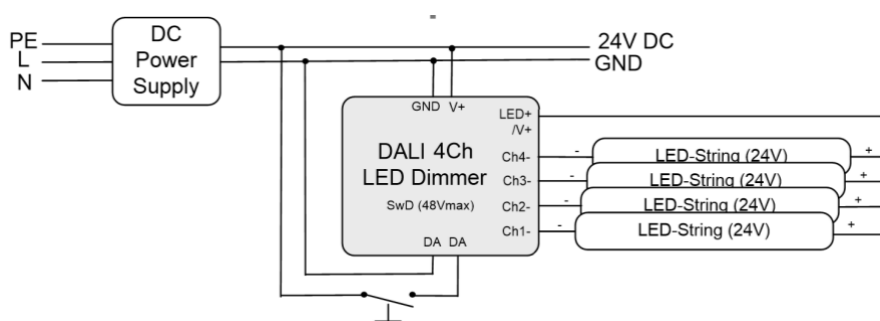 PE
L
N
DC
Power
Supply
24V DC
GND
GND V+
LED+
/V+
DALI 4Ch
LED Dimmer
SwD (48Vmax)
Ch4- - LED-String (24V) +
Ch3- - LED-String (24V) +
Ch2- - LED-String (24V) +
Ch1- - LED-String (24V) +
DA DA